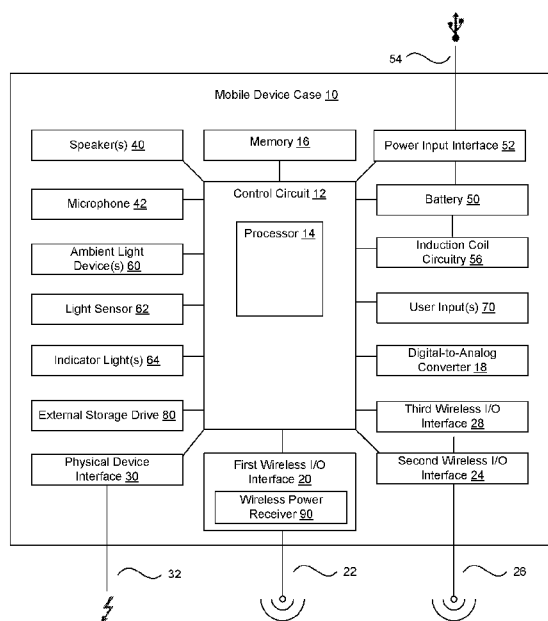 54
Mobile Device Case 10
Speaker(s) 40
Memory 16
Power Input Interface 52
Control Circuit 12
Microphone 42
Battery 50
Processor 14
Ambient Light
Device(s) 60
Induction Coil
Circuitry 56
Light Sensor 62
User Input(s) 70
Indicator Light(s) 64
Digital-to-Analog
Converter 18
External Storage Drive 80
Third Wireless I/O
Interface 28
Physical Device
Interface 30
First Wireless I/O
Interface 20
Second Wireless I/O
Interface 24
Wireless Power
Receiver 90
32
22
26